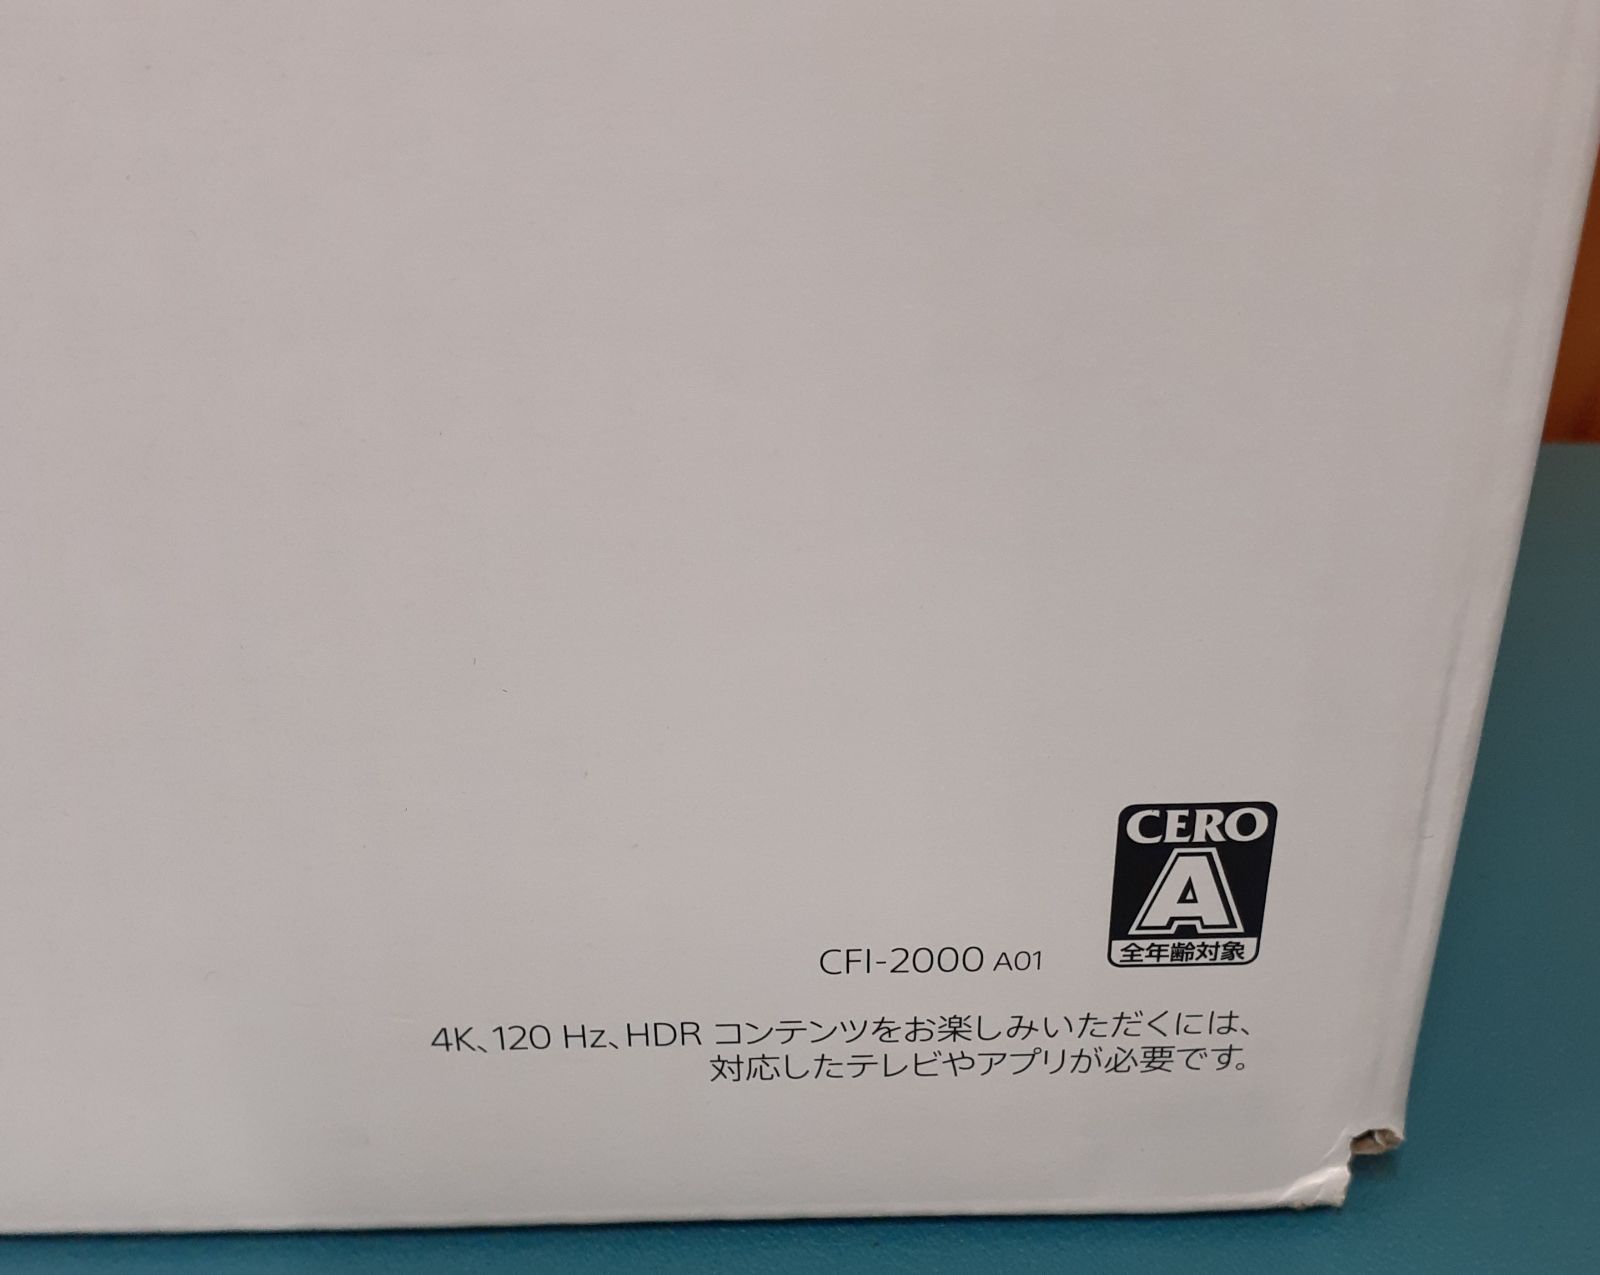 CERO
A
全年齢対象
CFI-2000 A01
4K、120 Hz、HDR コンテンツをお楽しみいただくには、
対応したテレビやアプリが必要です。